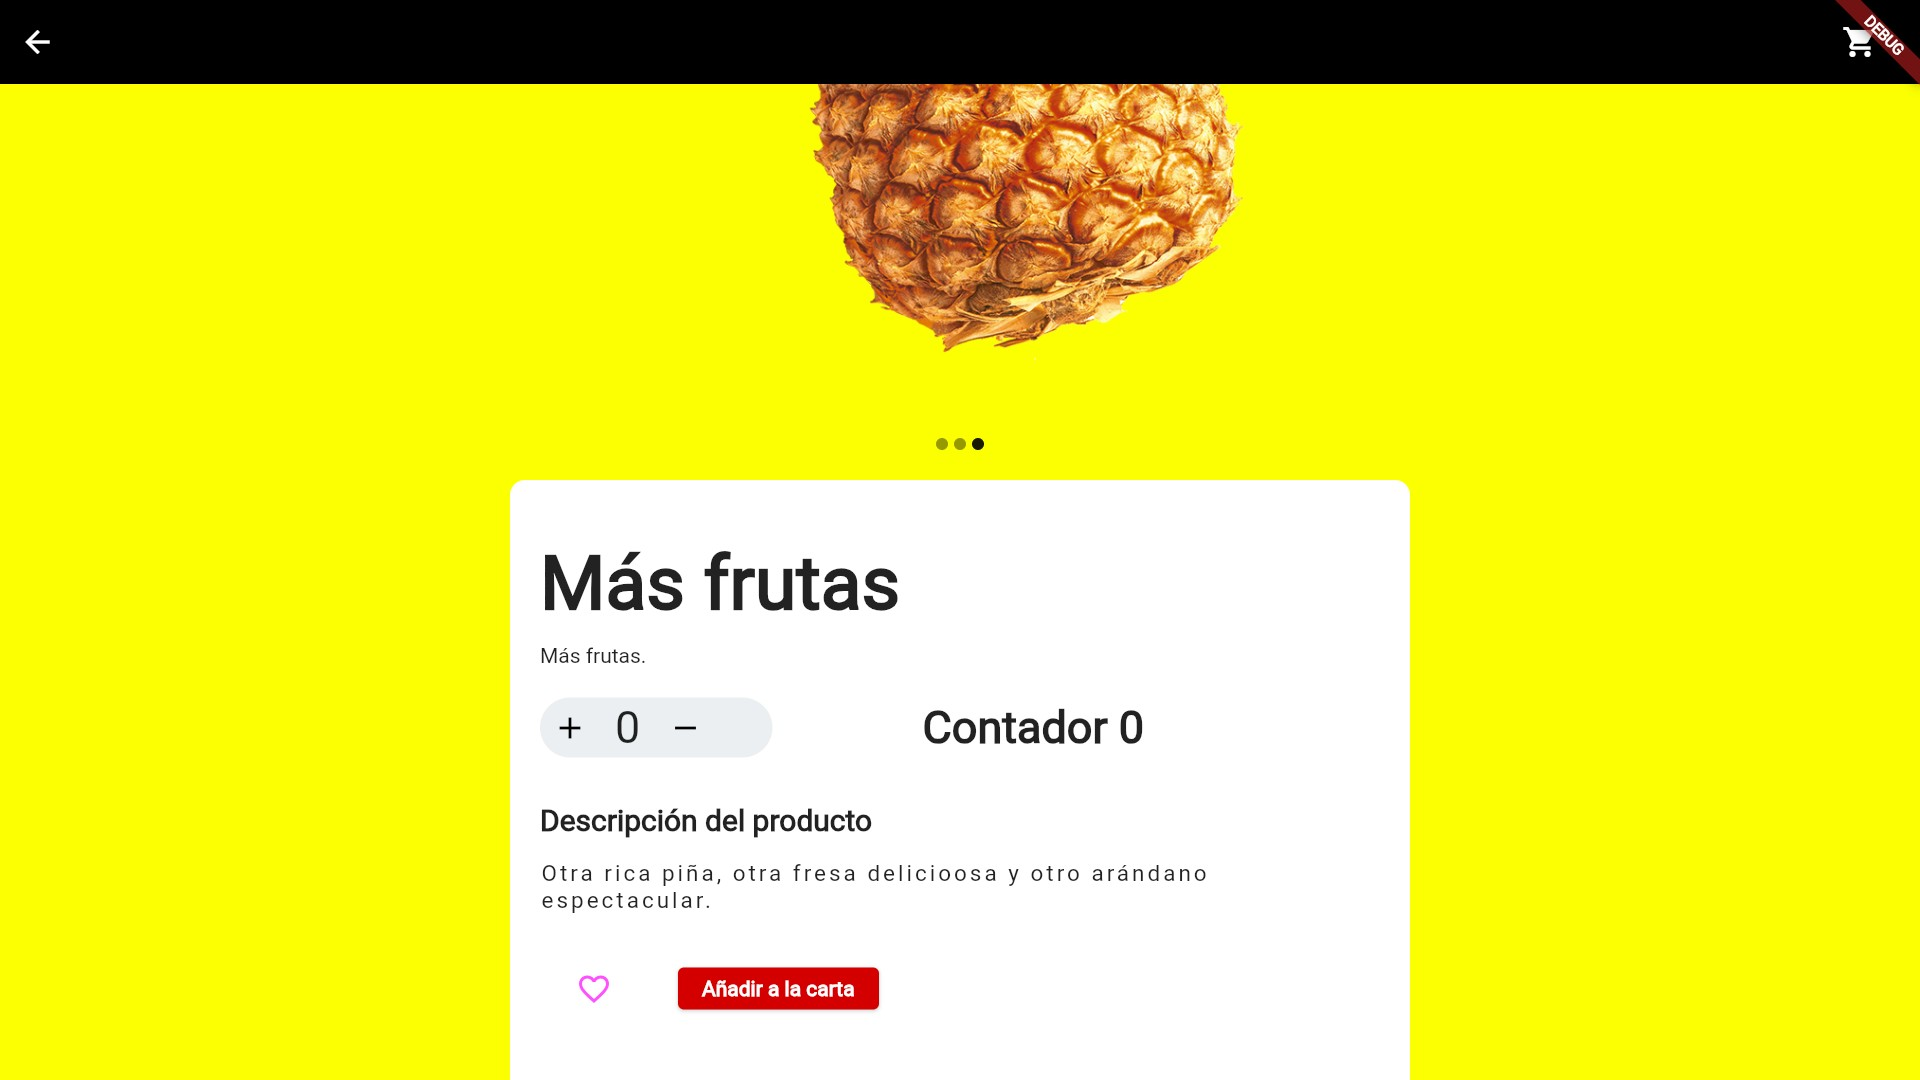 DEBUG
Más frutas
Más frutas.
+ 0 −
Contador 0
Descripción del producto
Otra rica piña, otra fresa delicioosa y otro arándano
espectacular.
Añadir a la carta